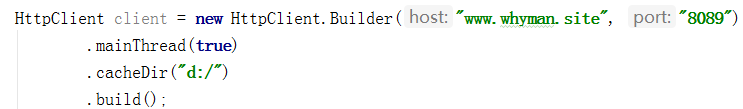 HttpClient client = new HttpClient.Builder( host: "www.whyman.site", port: "8089")
.mainThread(true)
.cacheDir("d:/")
.build();